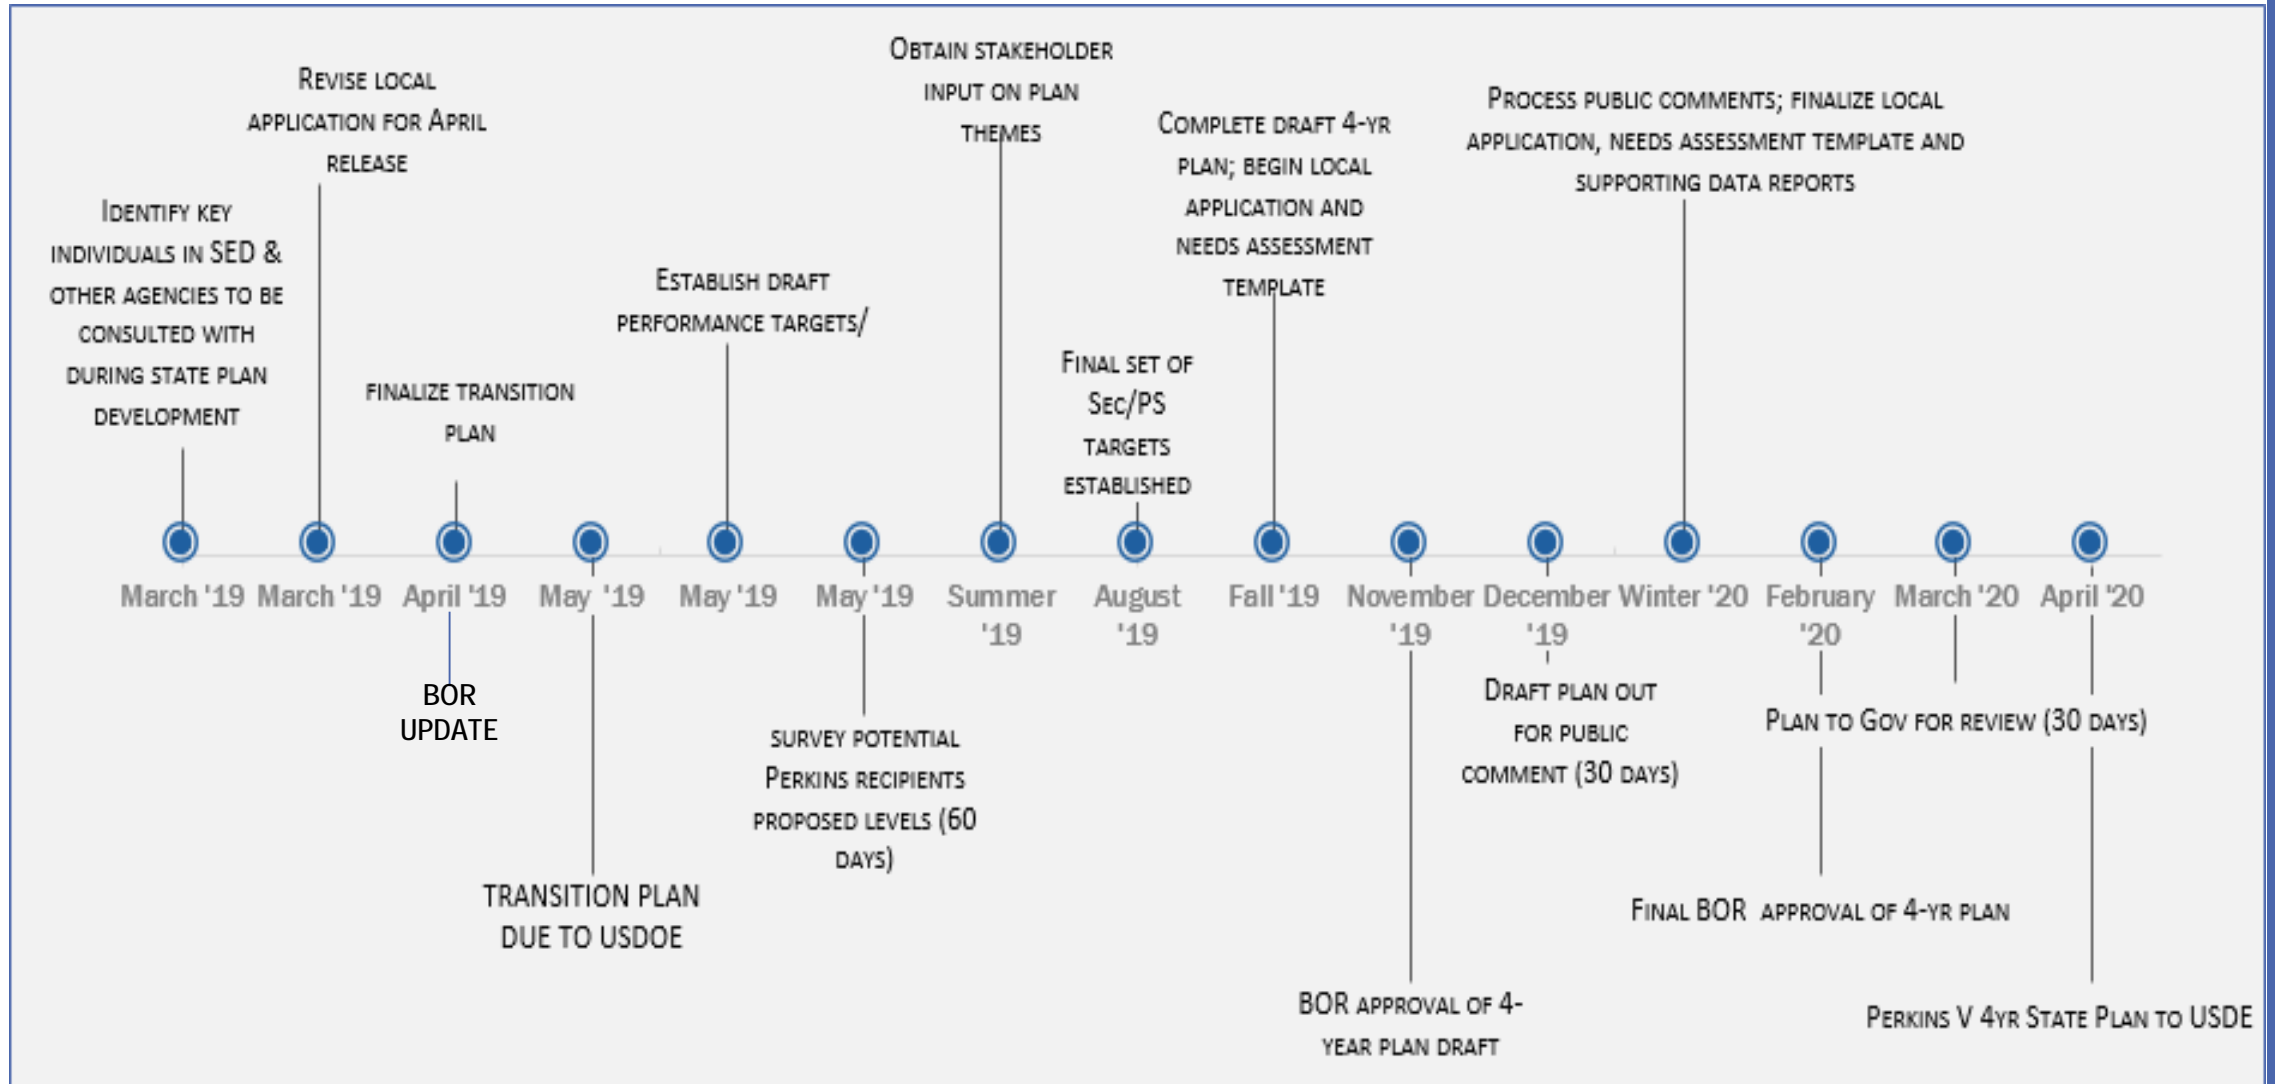 Identify key
individuals in SED &
other agencies to be
consulted with
during state plan
development
Revise local
application for April
release
finalize transition
plan
Establish draft
performance targets/
Obtain stakeholder
input on plan
themes
Final set of
Sec/PS
targets
established
Complete draft 4-yr
plan; begin local
application and
needs assessment
template
Process public comments; finalize local
application, needs assessment template and
supporting data reports
March '19
March '19
April '19
May '19
May '19
May '19
Summer
'19
August
'19
Fall '19
November
'19
December
'19
Winter '20
February
'20
March '20
April '20
BOR
UPDATE
TRANSITION PLAN
DUE TO USDOE
survey potential
Perkins recipients
proposed levels (60
days)
BOR approval of 4-
year plan draft
Draft plan out
for public
comment (30 days)
Final BOR approval of 4-yr plan
Plan to Gov for review (30 days)
Perkins V 4yr State Plan to USDE